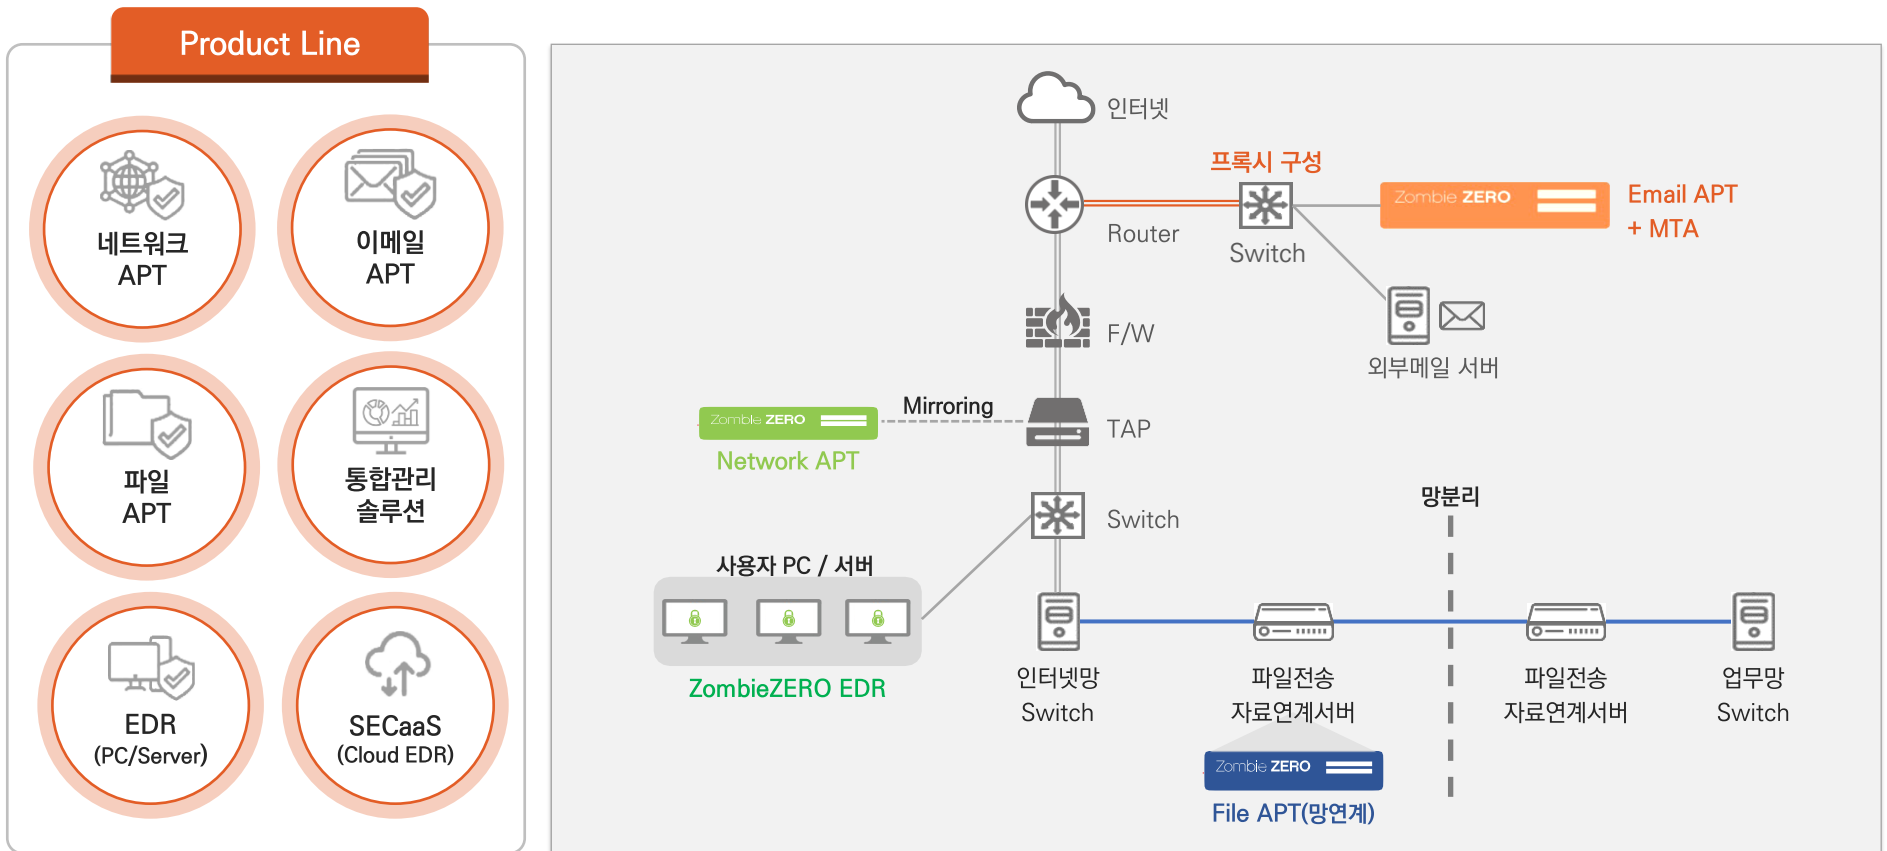 Product Line
네트워크
APT
이메일
APT
파일
APT
통합관리
솔루션
EDR
(PC/Server)
SECaaS
(Cloud EDR)
인터넷
프록시 구성
Router
Switch
Zombie ZERO
Email APT
+ MTA
외부메일 서버
F/W
Zombie ZERO
Mirroring
TAP
Network APT
Switch
망분리
사용자 PC / 서버
ZombieZERO EDR
인터넷망
Switch
파일전송
자료연계서버
파일전송
자료연계서버
업무망
Switch
Zombie ZERO
File APT(망연계)